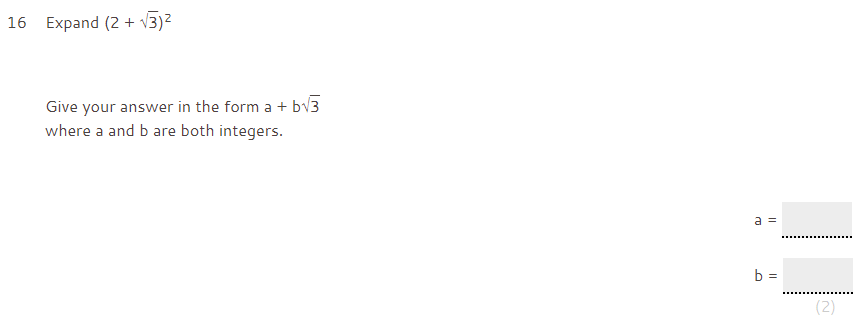 16 Expand (2 + √3)²
Give your answer in the form a + b√3
where a and b are both integers.
a =
b =
(2)